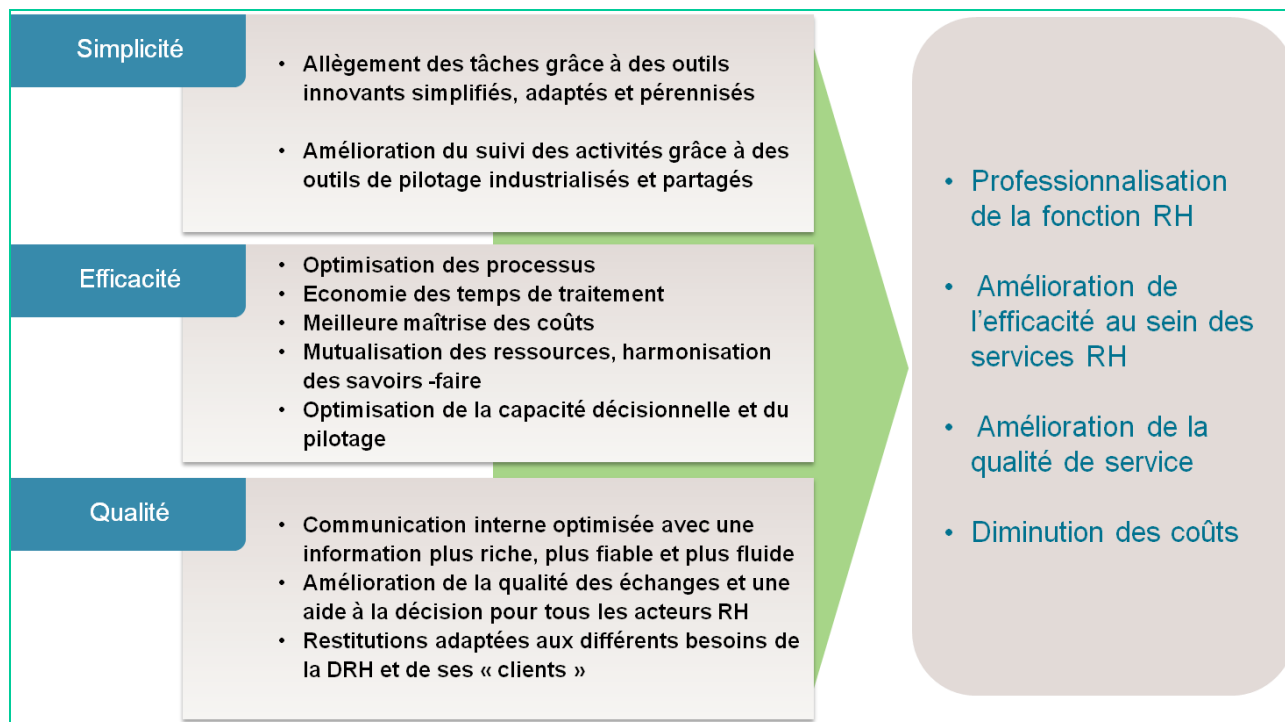 Simplicité
• Allègement des tâches grâce à des outils
innovants simplifiés, adaptés et pérennisés
• Amélioration du suivi des activités grâce à des
outils de pilotage industrialisés et partagés
Efficacité
• Optimisation des processus
• Economie des temps de traitement
• Meilleure maîtrise des coûts
• Mutualisation des ressources, harmonisation
des savoirs -faire
• Optimisation de la capacité décisionnelle et du
pilotage
Qualité
• Communication interne optimisée avec une
information plus riche, plus fiable et plus fluide
• Amélioration de la qualité des échanges et une
aide à la décision pour tous les acteurs RH
• Restitutions adaptées aux différents besoins de
la DRH et de ses « clients »
• Professionnalisation
de la fonction RH
• Amélioration de
l’efficacité au sein des
services RH
• Amélioration de la
qualité de service
• Diminution des coûts